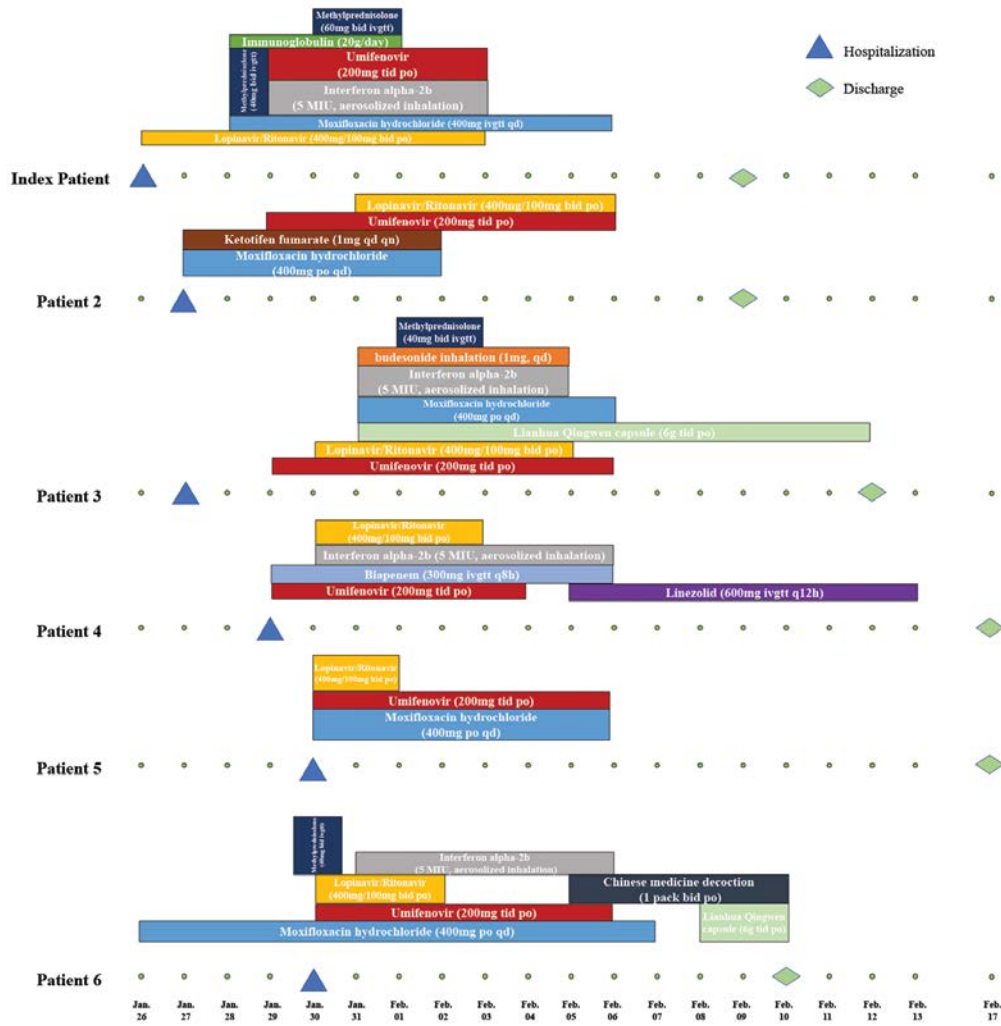 Methylprednisolone
(60mg bid ivgtt)
Immunoglobulin (20g/day)
Methylprednisolone
(40mg bid ivgtt)
Umifenovir
(200mg tid po)
Interferon alpha-2b
(5 MIU, aerosolized inhalation)
Moxifloxacin hydrochloride (400mg ivgtt qd)
Lopinavir/Ritonavir (400mg/100mg bid po)
Hospitalization
Discharge
Index Patient
Lopinavir/Ritonavir (400mg/100mg bid po)
Umifenovir (200mg tid po)
Ketotifen fumarate (1mg qd qn)
Moxifloxacin hydrochloride
(400mg po qd)
Patient 2
Methylprednisolone
(40mg bid ivgtt)
budesonide inhalation (1mg, qd)
Interferon alpha-2b
(5 MIU, aerosolized inhalation)
Moxifloxacin hydrochloride
(400mg po qd)
Lianhua Qingwen capsule (6g tid po)
Lopinavir/Ritonavir (400mg/100mg bid po)
Umifenovir (200mg tid po)
Patient 3
Lopinavir/Ritonavir
(400mg/100mg bid po)
Interferon alpha-2b (5 MIU, aerosolized inhalation)
Biapenem (300mg ivgtt q8h)
Umifenovir (200mg tid po)
Linezolid (600mg ivgtt q12h)
Patient 4
Lopinavir/Ritonavir
(400mg/100mg bid po)
Umifenovir (200mg tid po)
Moxifloxacin hydrochloride
(400mg po qd)
Patient 5
Methylprednisolone
bid ivgtt)
Interferon alpha-2b
(5 MIU, aerosolized inhalation)
Lopinavir/Ritonavir
(400mg/100mg bid po)
Chinese medicine decoction
(1 pack bid po)
Umifenovir (200mg tid po)
Lianhua Qingwen
capsule (6g tid po)
Moxifloxacin hydrochloride (400mg po qd)
Patient 6
Jan. Jan. Jan. Jan. Jan. Jan. Feb. Feb. Feb. Feb. Feb. Feb. Feb. Feb. Feb. Feb. Feb. Feb. Feb. Feb.
26 27 28 29 30 31 01 02 03 04 05 06 07 08 09 10 11 12 13 17